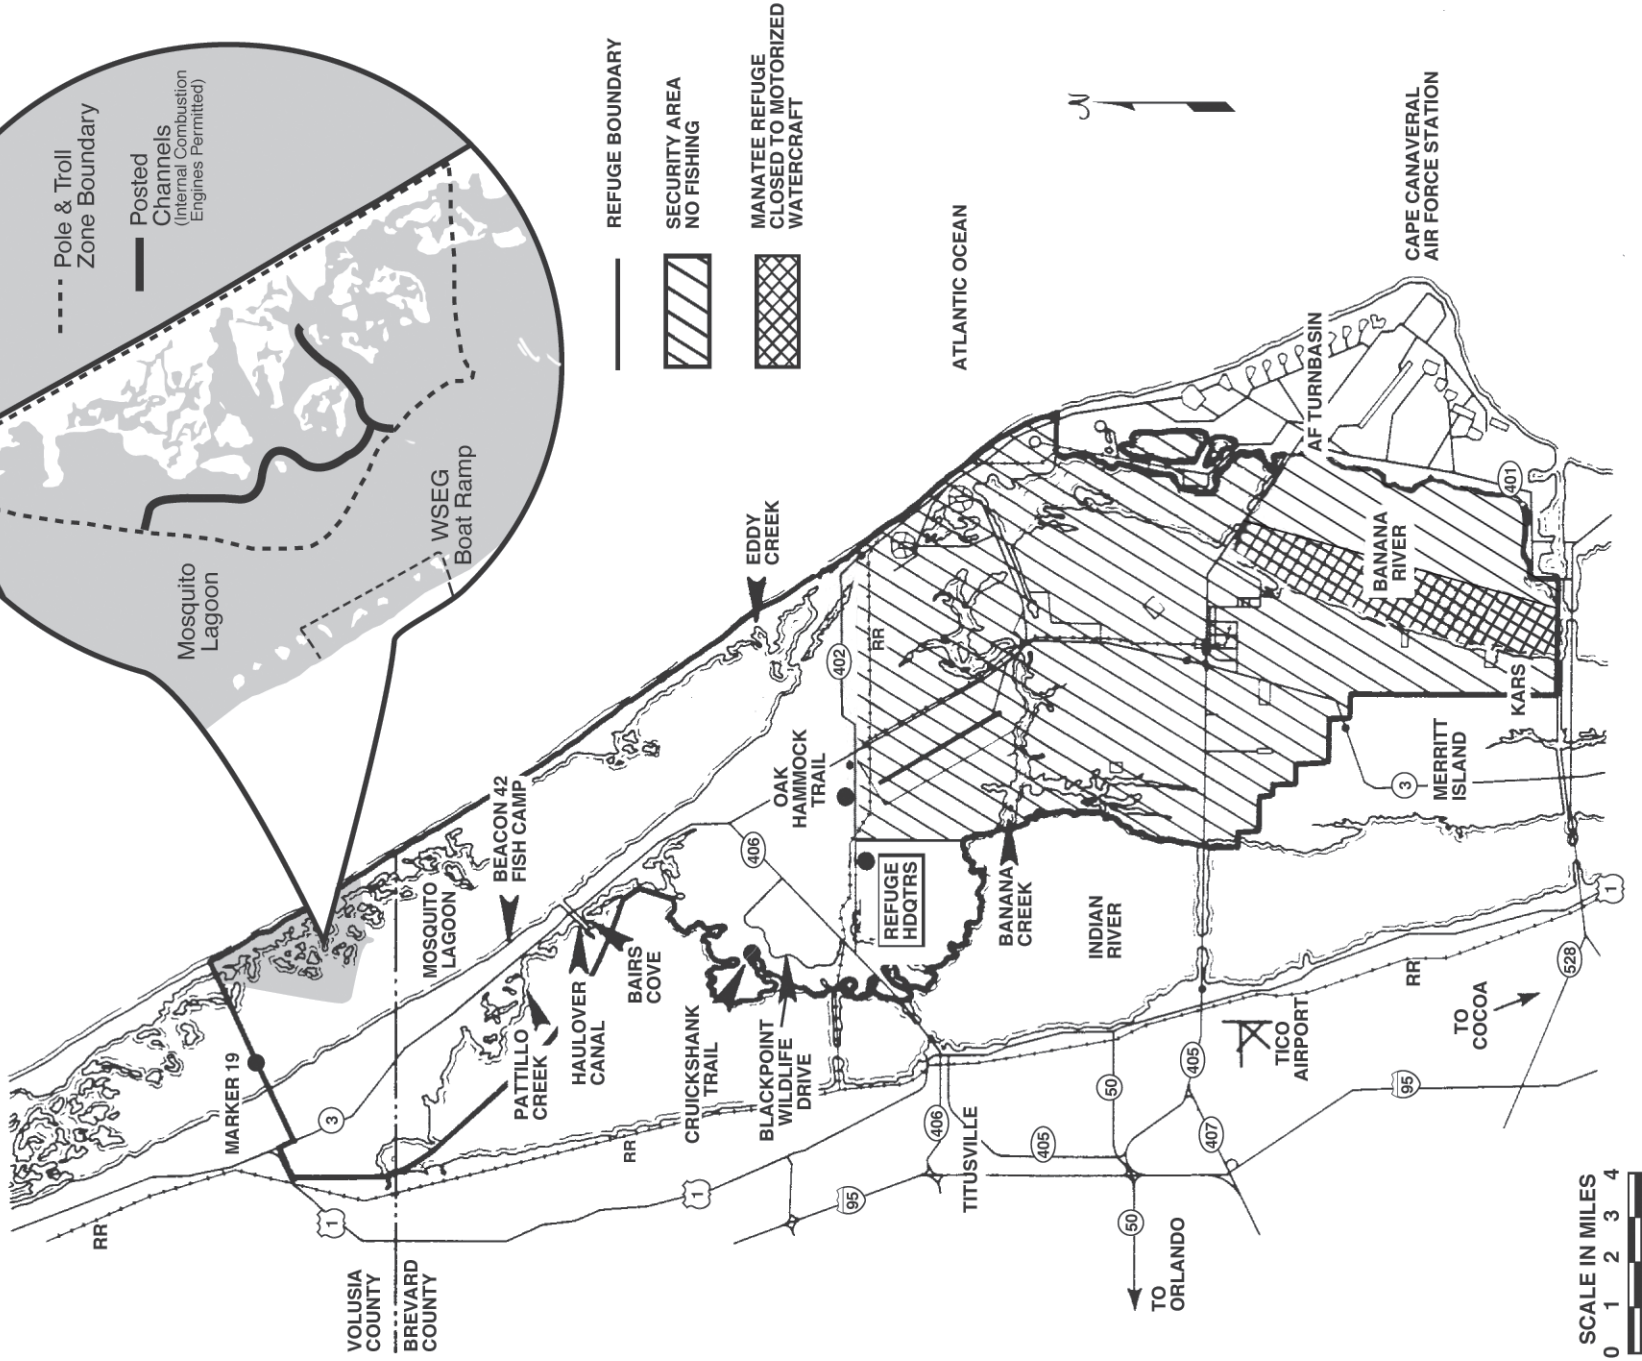 Pole & Troll
Zone Boundary
Posted
Channels
(Internal Combustion
Engines Permitted)
Mosquito
Lagoon
WSEG
Boat Ramp
REFUGE BOUNDARY
SECURITY AREA
NO FISHING
MANATEE REFUGE
CLOSED TO MOTORIZED
WATERCRAFT
N
ATLANTIC OCEAN
CAPE CANAVERAL
AIR FORCE STATION
EDDY
CREEK
AF TURNBASIN
401
BANANA
RIVER
402
RR
KARS
OAK
HAMMOCK
TRAIL
MERRITT
ISLAND
3
BEACON 42
FISH CAMP
406
MOSQUITO
LAGOON
REFUGE
HDQTRS
BANANA
CREEK
INDIAN
RIVER
1
BAIRS
COVE
HAULOVER
CANAL
528
RR
TO
COCOA
MARKER 19
3
PATTILLO
CREEK
CRUICKSHANK
TRAIL
BLACKPOINT
WILDLIFE
DRIVE
TICO
AIRPORT
405
50
95
406
405
407
RR
TITUSVILLE
1
95
50
RR
1
VOLUSIA
COUNTY
BREVARD
COUNTY
TO
ORLANDO
SCALE IN MILES
0 1 2 3 4